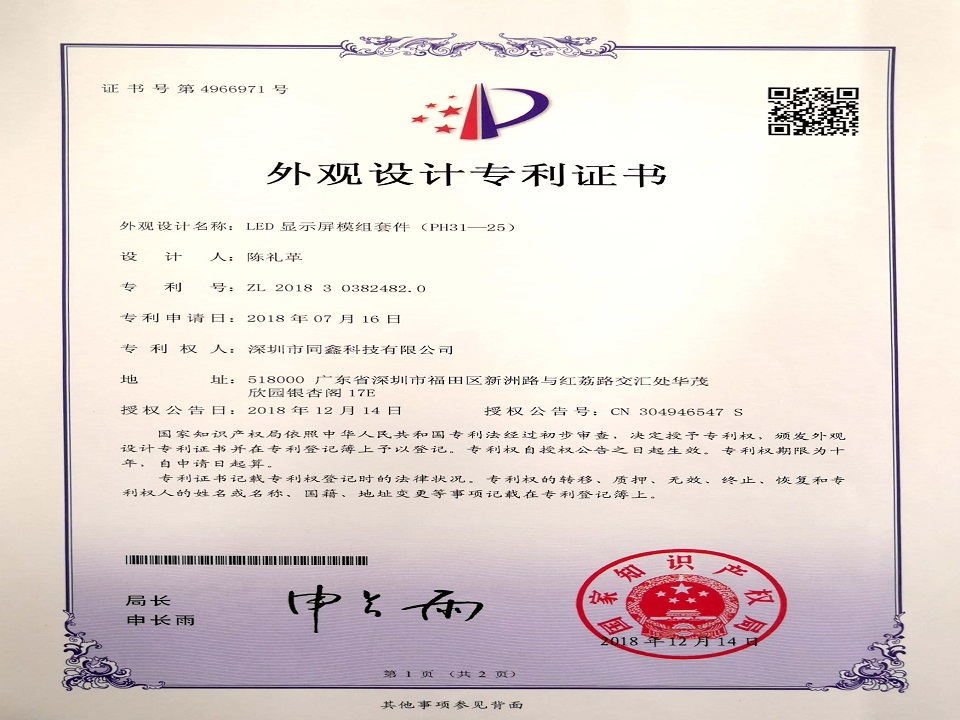 证书号第4966971号
外观设计专利证书
外观设计名称：LED 显示屏模组套件（PH31—25）
设计人：陈礼革
专利号：ZL 2018 3 0382482.0
专利申请日：2018年07月16日
专利权人：深圳市同鑫科技有限公司
地址：518000 广东省深圳市福田区新洲路与红荔路交汇处华茂
欣园银杏阁17E
授权公告日：2018年12月14日 授权公告号：CN 304946547 S
国家知识产权局依照中华人民共和国专利法经过初步审查，决定授予专利权，颁发外观
设计专利证书并在专利登记簿上予以登记。专利权自授权公告之日起生效。专利权期限为十
年，自申请日起算。
专利证书记载专利权登记时的法律状况。专利权的转移、质押、无效、终止、恢复和专
利权人的姓名或名称、国籍、地址变更等事项记载在专利登记簿上。
局长
申长雨
申长雨
国家知识产权局
2018年12月14日
第1页（共2页）
其他事项参见背面